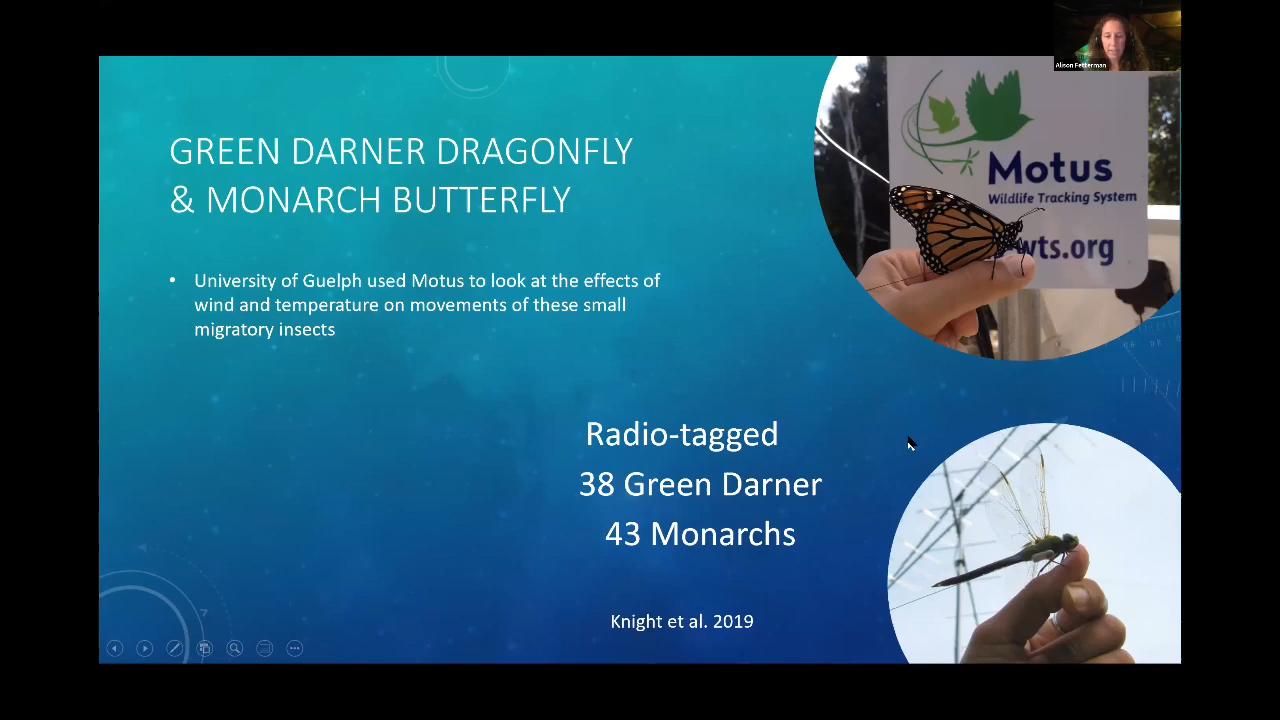 Alison Fetterman
GREEN DARNER DRAGONFLY
& MONARCH BUTTERFLY
• University of Guelph used Motus to look at the effects of
wind and temperature on movements of these small
migratory insects
Motus
Wildlife Tracking System
wts.org
Radio-tagged
38 Green Darner
43 Monarchs
Knight et al. 2019